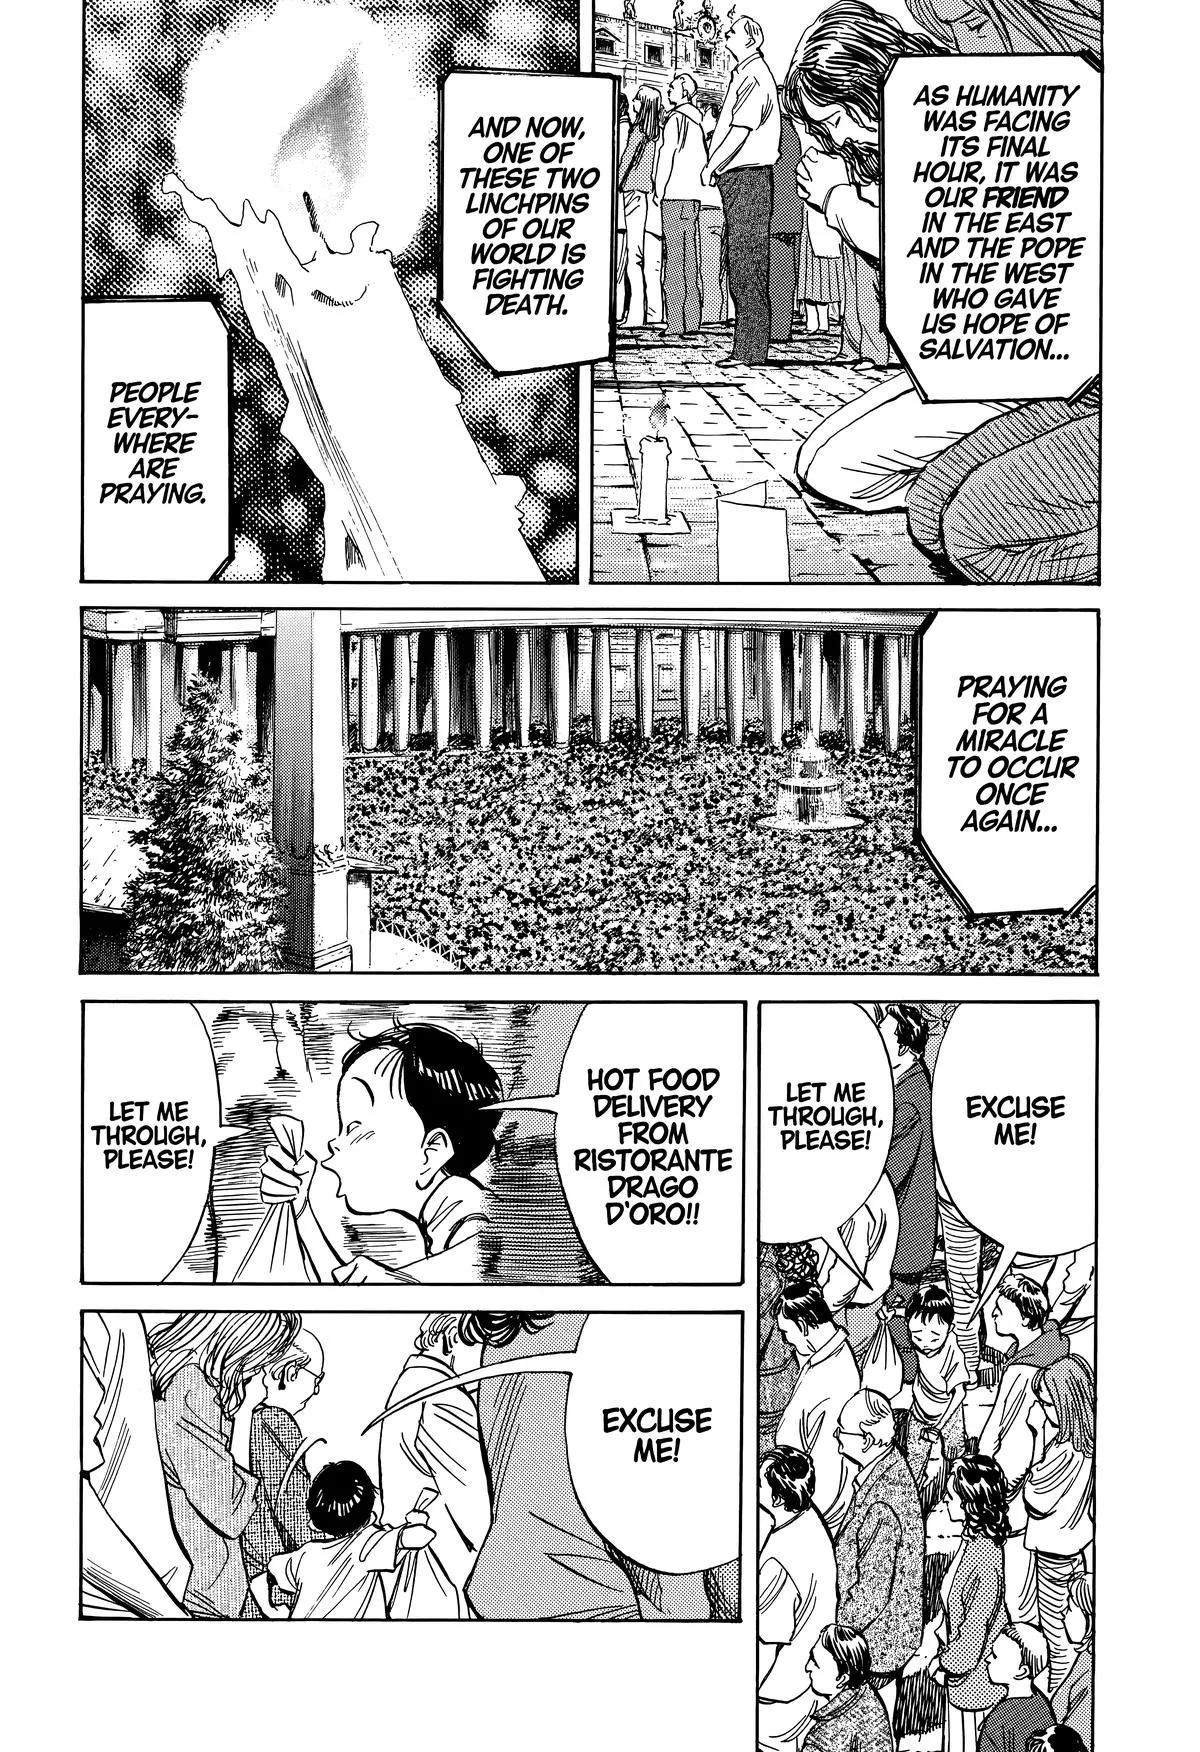 AS HUMANITY
WAS FACING
ITS FINAL
HOUR, IT WAS
OUR FRIEND
IN THE EAST
AND THE POPE
IN THE WEST
WHO GAVE
US HOPE OF
SALVATION...
AND NOW,
ONE OF
THESE TWO
LINCHPINS
OF OUR
WORLD IS
FIGHTING
DEATH.
PEOPLE
EVERY-
WHERE
ARE
PRAYING.
PRAYING
FOR A
MIRACLE
TO OCCUR
ONCE
AGAIN...
EXCUSE
ME!
LET ME
THROUGH,
PLEASE!
HOT FOOD
DELIVERY
FROM
RISTORANTE
DRAGO
D'ORO!!
LET ME
THROUGH,
PLEASE!
EXCUSE
ME!